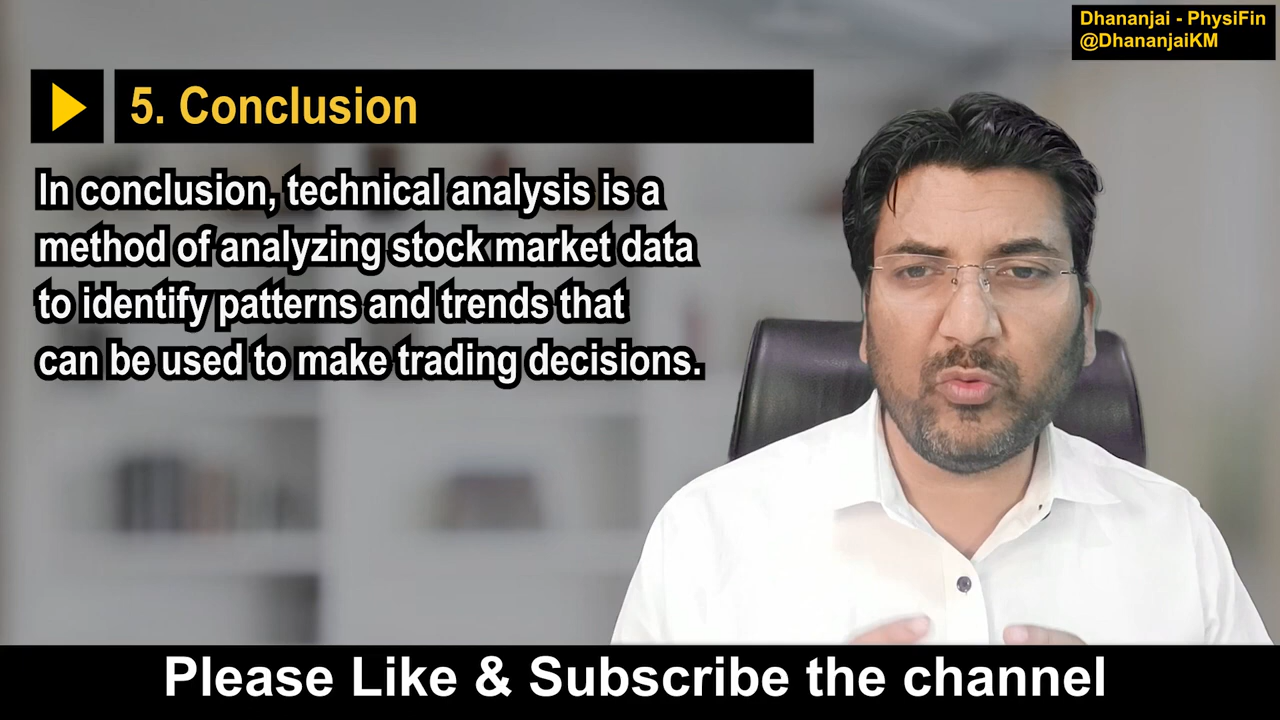 Dhananjai - PhysiFin
@DhananjaiKM
5. Conclusion
In conclusion, technical analysis is a
method of analyzing stock market data
to identify patterns and trends that
can be used to make trading decisions.
Please Like & Subscribe the channel